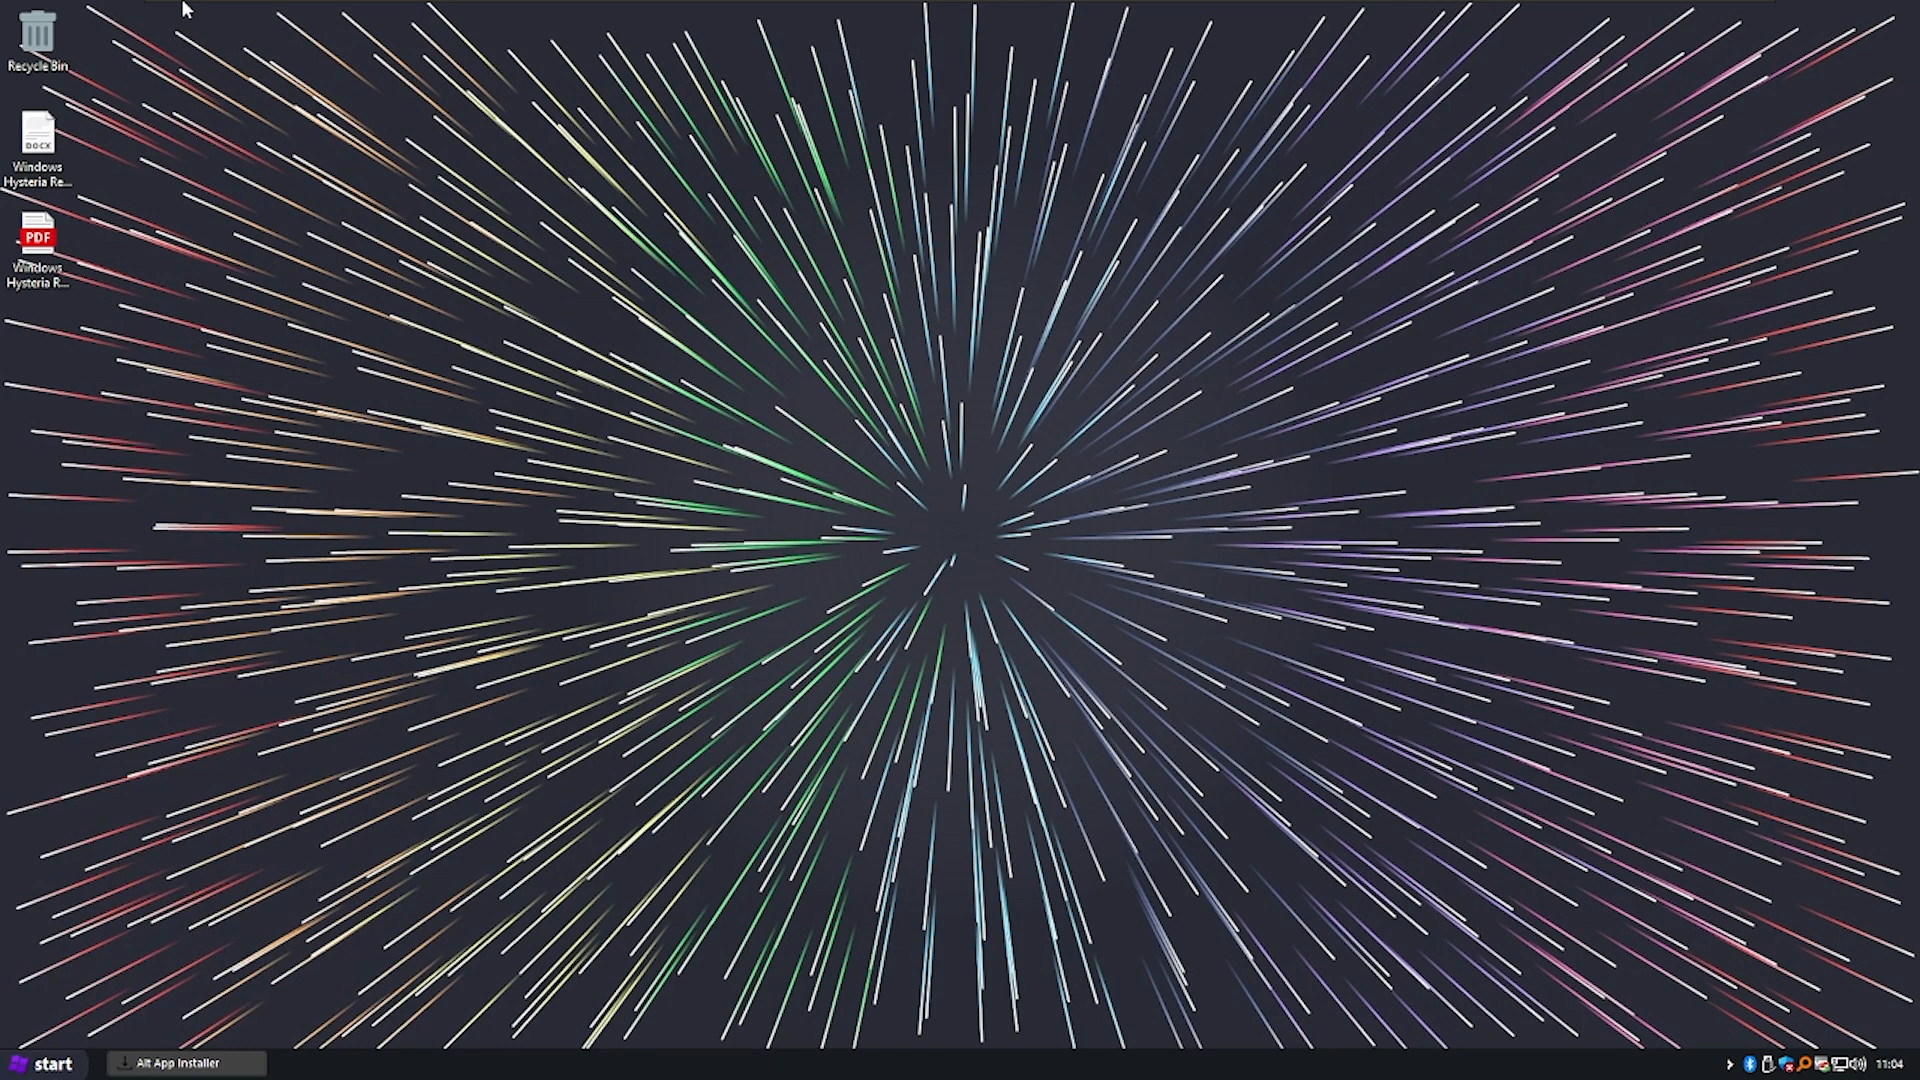 Recycle Bin
DOCX
Windows
Hysteria Re...
PDF
Windows
Hysteria R...
start
Alt App Installer
11:04